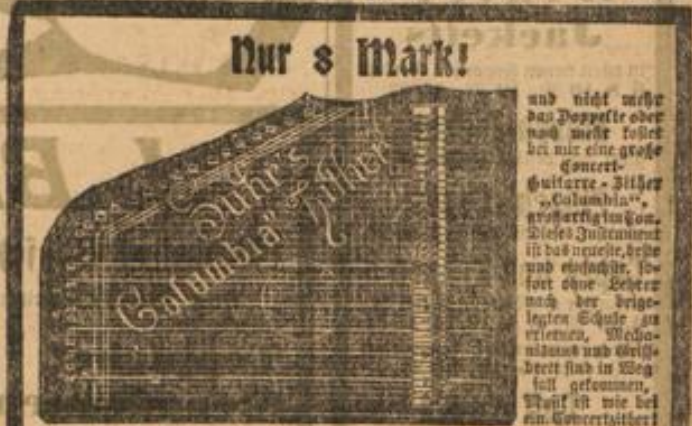 Nur 8 Mark!
Duhr's
„Columbia" Zither
und nicht mehr
das Doppelte oder
noch mehr kostet
bei mir eine große
Concert-
Guitarre-Zither
„Columbia“,
großartig im Ton.
Dieses Instrument
ist das neueste, beste
und einfachste, so-
fort ohne Lehrer
nach der beige-
legten Schule zu
erlernen, Mecha-
nismus und Griff-
brett sind in Weg
fall gekommen,
Musik ist wie bei
ein. Concertzither!